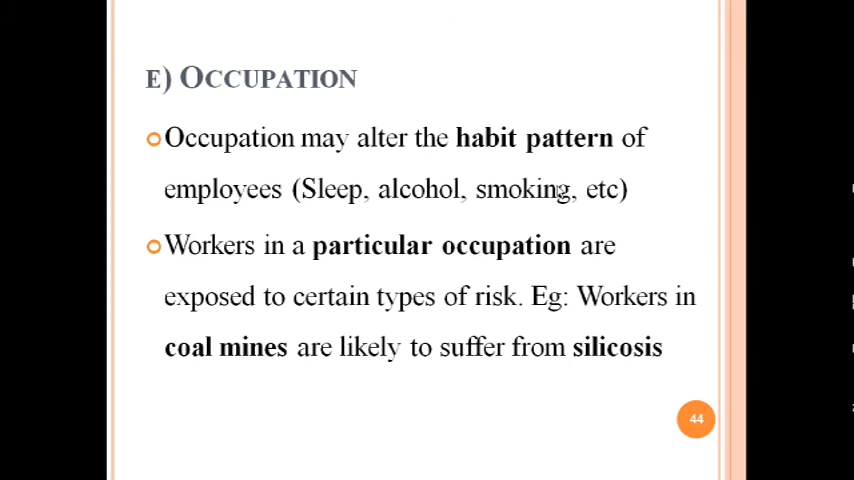 E) OCCUPATION
Occupation may alter the habit pattern of
employees (Sleep, alcohol, smoking, etc)
Workers in a particular occupation are
exposed to certain types of risk. Eg: Workers in
coal mines are likely to suffer from silicosis
44